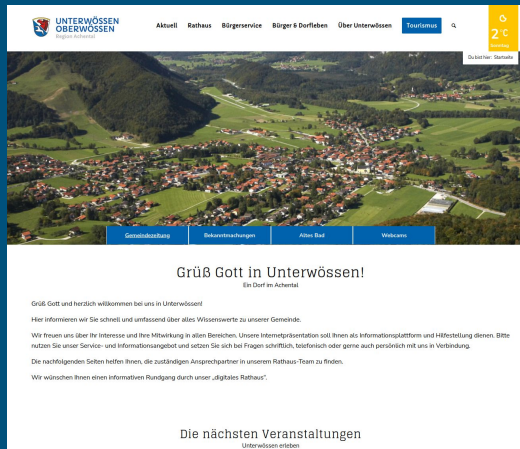 UNTERWÖSSEN
OBERWÖSSEN
Region Achental
Aktuell Rathaus Bürgerservice Bürger & Dorfleben Über Unterwössen Tourismus
2 °C
Du bist hier: Startseite
Gemeindezeitung Bekanntmachungen Altes Bad Webcams
Grüß Gott in Unterwössen!
Ein Dorf im Achental
Grüß Gott und herzlich willkommen bei uns in Unterwössen!
Hier informieren wir Sie schnell und umfassend über alles Wissenswerte zu unserer Gemeinde.
Wir freuen uns über Ihr Interesse und Ihre Mitwirkung in allen Bereichen. Unsere Internetpräsentation soll Ihnen als Informationsplattform und Hilfestellung dienen. Bitte
nutzen Sie unser Service- und Informationsangebot und setzen Sie sich bei Fragen schriftlich, telefonisch oder gerne auch persönlich mit uns in Verbindung.
Die nachfolgenden Seiten helfen Ihnen, die zuständigen Ansprechpartner in unserem Rathaus-Team zu finden.
Wir wünschen Ihnen einen informativen Rundgang durch unser „digitales Rathaus".
Die nächsten Veranstaltungen
Unterwössen erleben